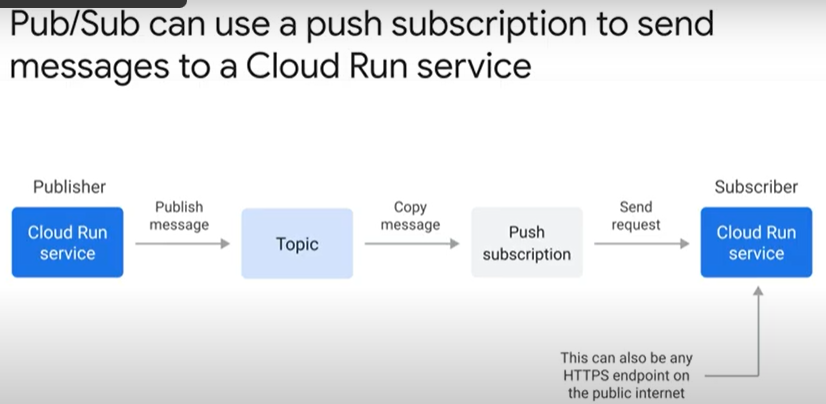 Pub/Sub can use a push subscription to send
messages to a Cloud Run service
Publisher
Cloud Run
service
Publish
message
Topic
Copy
message
Push
subscription
Send
request
Subscriber
Cloud Run
service
This can also be any
HTTPS endpoint on
the public internet